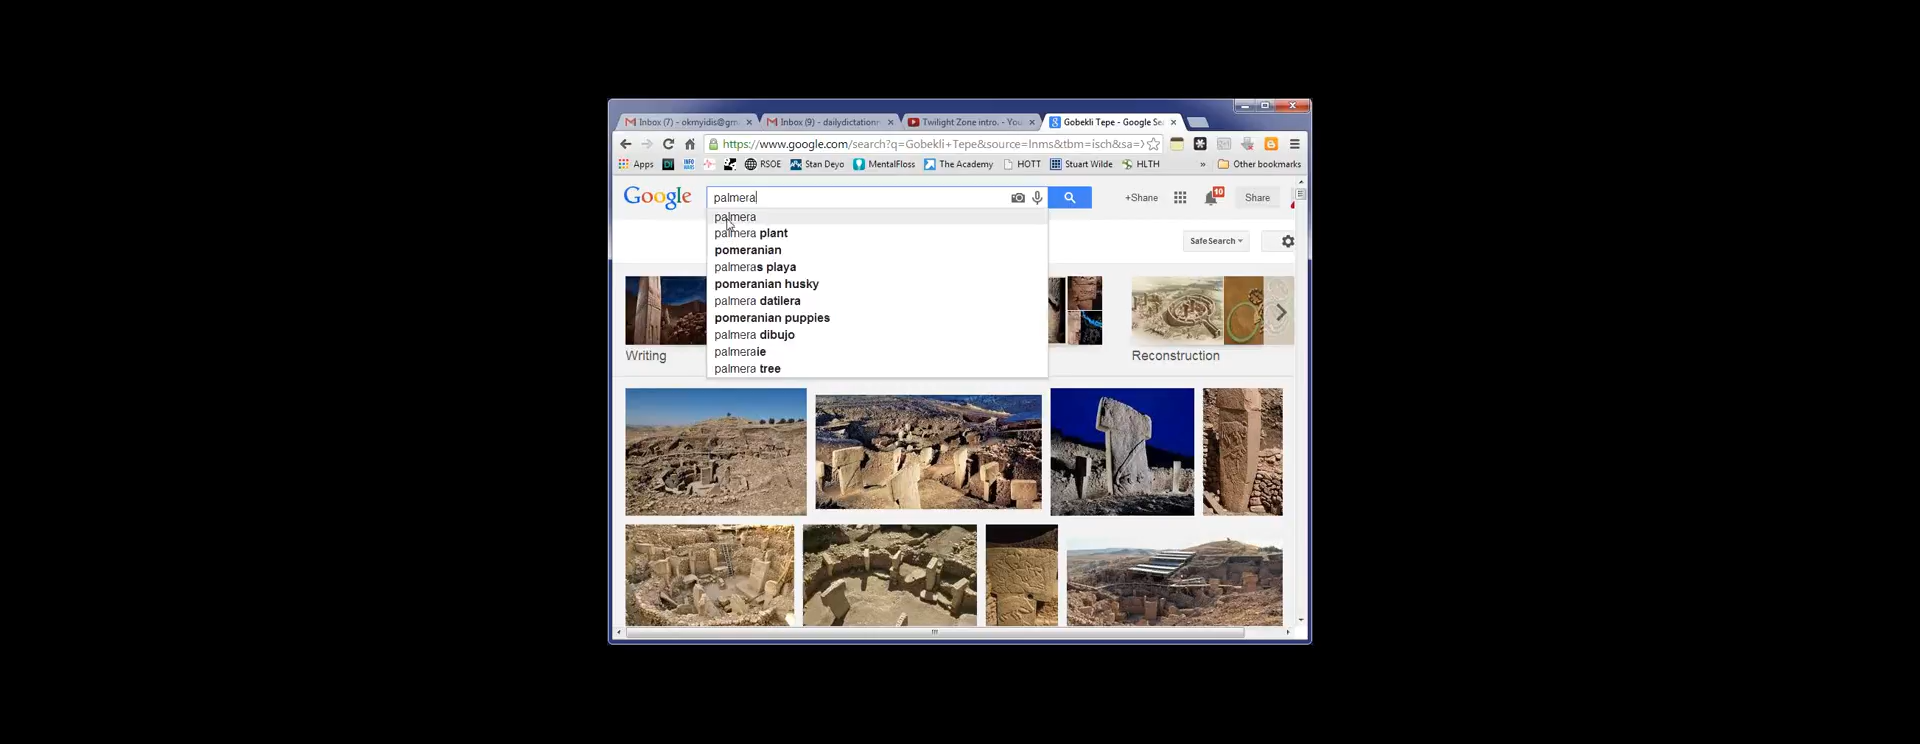 Inbox (7) - okmyidis@gm
Inbox (9) - dailydictationn
Twilight Zone intro. - You
Gobekli Tepe - Google Se
https://www.google.com/search?q=Gobekli+Tepe&source=lnms&tbm=isch&sa=X
Apps
RSOE
Stan Deyo
MentalFloss
The Academy
HOTT
Stuart Wilde
HLTH
»
Other bookmarks
Google
palmera
+Share
10
Share
palmera
palmera plant
pomeranian
palmeras playa
pomeranian husky
palmera datilera
pomeranian puppies
palmera dibujo
palmeraie
palmera tree
SafeSearch
Writing
Reconstruction